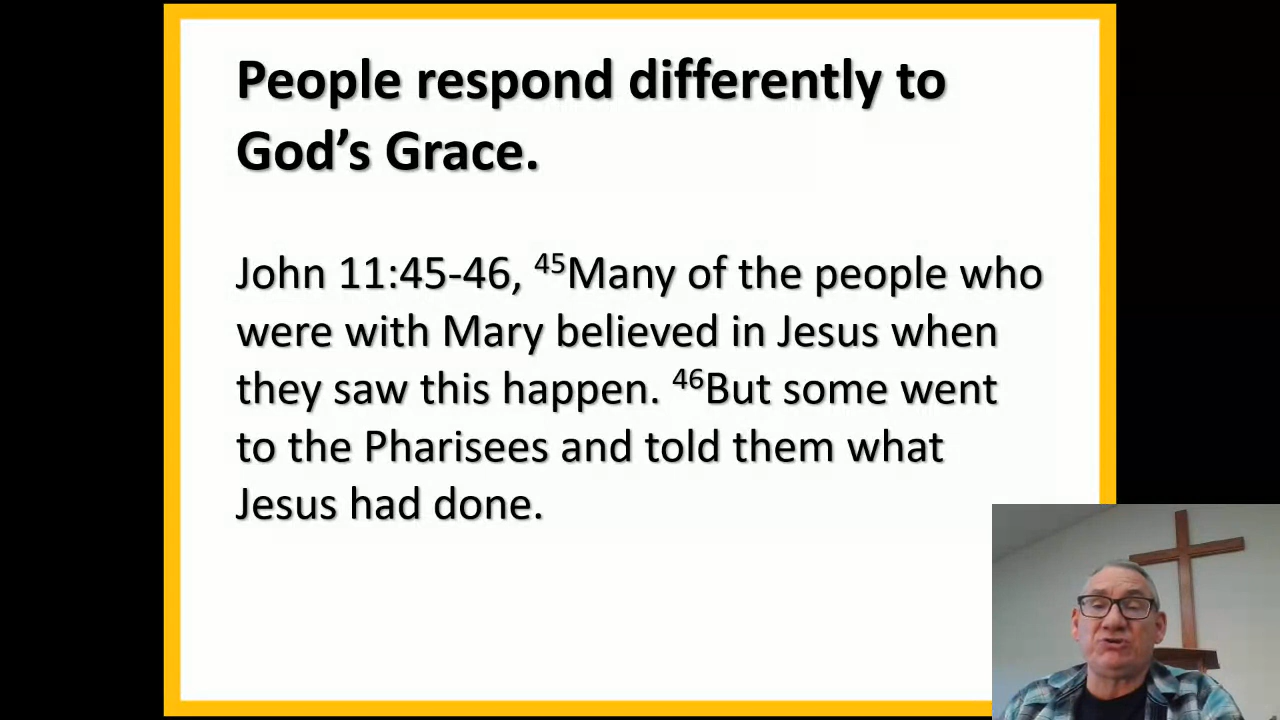 People respond differently to
God’s Grace.
John 11:45-46, ⁴⁵Many of the people who
were with Mary believed in Jesus when
they saw this happen. ⁴⁶But some went
to the Pharisees and told them what
Jesus had done.